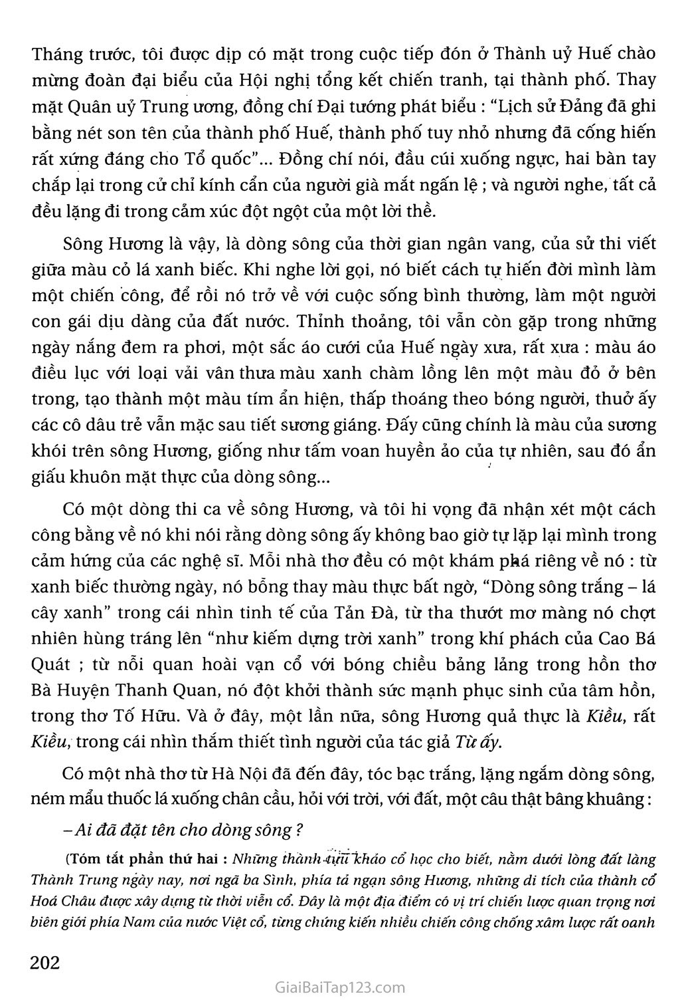 Tháng trước, tôi được dịp có mặt trong cuộc tiếp đón ở Thành uỷ Huế chào
mừng đoàn đại biểu của Hội nghị tổng kết chiến tranh, tại thành phố. Thay
mặt Quân uỷ Trung ương, đồng chí Đại tướng phát biểu : “Lịch sử Đảng đã ghi
bằng nét son tên của thành phố Huế, thành phố tuy nhỏ nhưng đã cống hiến
rất xứng đáng cho Tổ quốc”... Đồng chí nói, đầu cúi xuống ngực, hai bàn tay
chắp lại trong cử chỉ kính cẩn của người già mắt ngấn lệ ; và người nghe, tất cả
đều lặng đi trong cảm xúc đột ngột của một lời thề.
Sông Hương là vậy, là dòng sông của thời gian ngân vang, của sử thi viết
giữa màu cỏ lá xanh biếc. Khi nghe lời gọi, nó biết cách tự hiến đời mình làm
một chiến công, để rồi nó trở về với cuộc sống bình thường, làm một người
con gái dịu dàng của đất nước. Thỉnh thoảng, tôi vẫn còn gặp trong những
ngày nắng đem ra phơi, một sắc áo cưới của Huế ngày xưa, rất xưa : màu áo
điều lục với loại vải vân thưa màu xanh chàm lồng lên một màu đỏ ở bên
trong, tạo thành một màu tím ẩn hiện, thấp thoáng theo bóng người, thuở ấy
các cô dâu trẻ vẫn mặc sau tiết sương giáng. Đấy cũng chính là màu của sương
khói trên sông Hương, giống như tấm voan huyền ảo của tự nhiên, sau đó ẩn
giấu khuôn mặt thực của dòng sông...
Có một dòng thi ca về sông Hương, và tôi hi vọng đã nhận xét một cách
công bằng về nó khi nói rằng dòng sông ấy không bao giờ tự lặp lại mình trong
cảm hứng của các nghệ sĩ. Mỗi nhà thơ đều có một khám phá riêng về nó : từ
xanh biếc thường ngày, nó bỗng thay màu thực bất ngờ, “Dòng sông trắng – lá
cây xanh” trong cái nhìn tinh tế của Tản Đà, từ tha thướt mơ màng nó chợt
nhiên hùng tráng lên “như kiếm dựng trời xanh” trong khí phách của Cao Bá
Quát ; từ nỗi quan hoài vạn cổ với bóng chiều bảng lảng trong hồn thơ
Bà Huyện Thanh Quan, nó đột khởi thành sức mạnh phục sinh của tâm hồn,
trong thơ Tố Hữu. Và ở đây, một lần nữa, sông Hương quả thực là Kiều, rất
Kiều, trong cái nhìn thắm thiết tình người của tác giả Từ ấy.
Có một nhà thơ từ Hà Nội đã đến đây, tóc bạc trắng, lặng ngắm dòng sông,
ném mẩu thuốc lá xuống chân cầu, hỏi với trời, với đất, một câu thật bâng khuâng :
– Ai đã đặt tên cho dòng sông ?
(Tóm tắt phần thứ hai : Những thành tựu khảo cổ học cho biết, nằm dưới lòng đất làng
Thành Trung ngày nay, nơi ngã ba Sình, phía tả ngạn sông Hương, những di tích của thành cổ
Hoá Châu được xây dựng từ thời viễn cổ. Đây là một địa điểm có vị trí chiến lược quan trọng nơi
biên giới phía Nam của nước Việt cổ, từng chứng kiến nhiều chiến công chống xâm lược rất oanh
202
GiaiBaiTap123.com